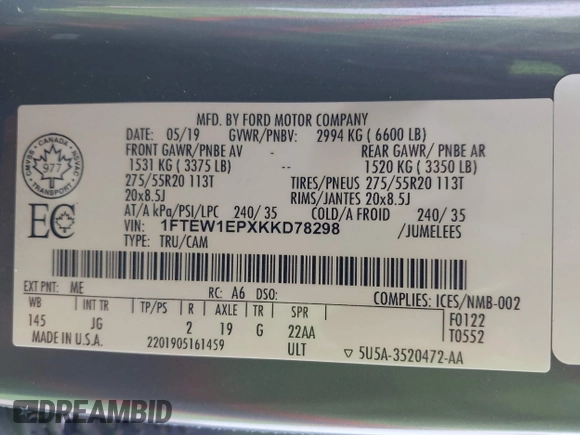 MFD. BY FORD MOTOR COMPANY
DATE: 05/19 GVWR/PNBV: 2994 KG ( 6600 LB)
FRONT GAWR/PNBE AV - REAR GAWR/ PNBE AR
1531 KG ( 3375 LB) -- 1520 KG ( 3350 LB)
275/55R20 113T TIRES/PNEUS 275/55R20 113T
20x8.5J RIMS/JANTES 20x8.5J
AT/A kPa/PSI/LPC 240/ 35 COLD/A FROID 240/ 35
VIN: 1FTEW1EPXKKD78298 /JUMELEES
TYPE: TRU/CAM
CANADA
977
TRANSPORT
EC
EXT PNT: ME RC: A6 DSO: COMPLIES: ICES/NMB-002
WB INT TR TP/PS R AXLE TR SPR F0122
145 JG 2 19 G 22AA T0552
MADE IN U.S.A. 2201905161459 ULT ▽ 5U5A-3520472-AA
DREAMBID